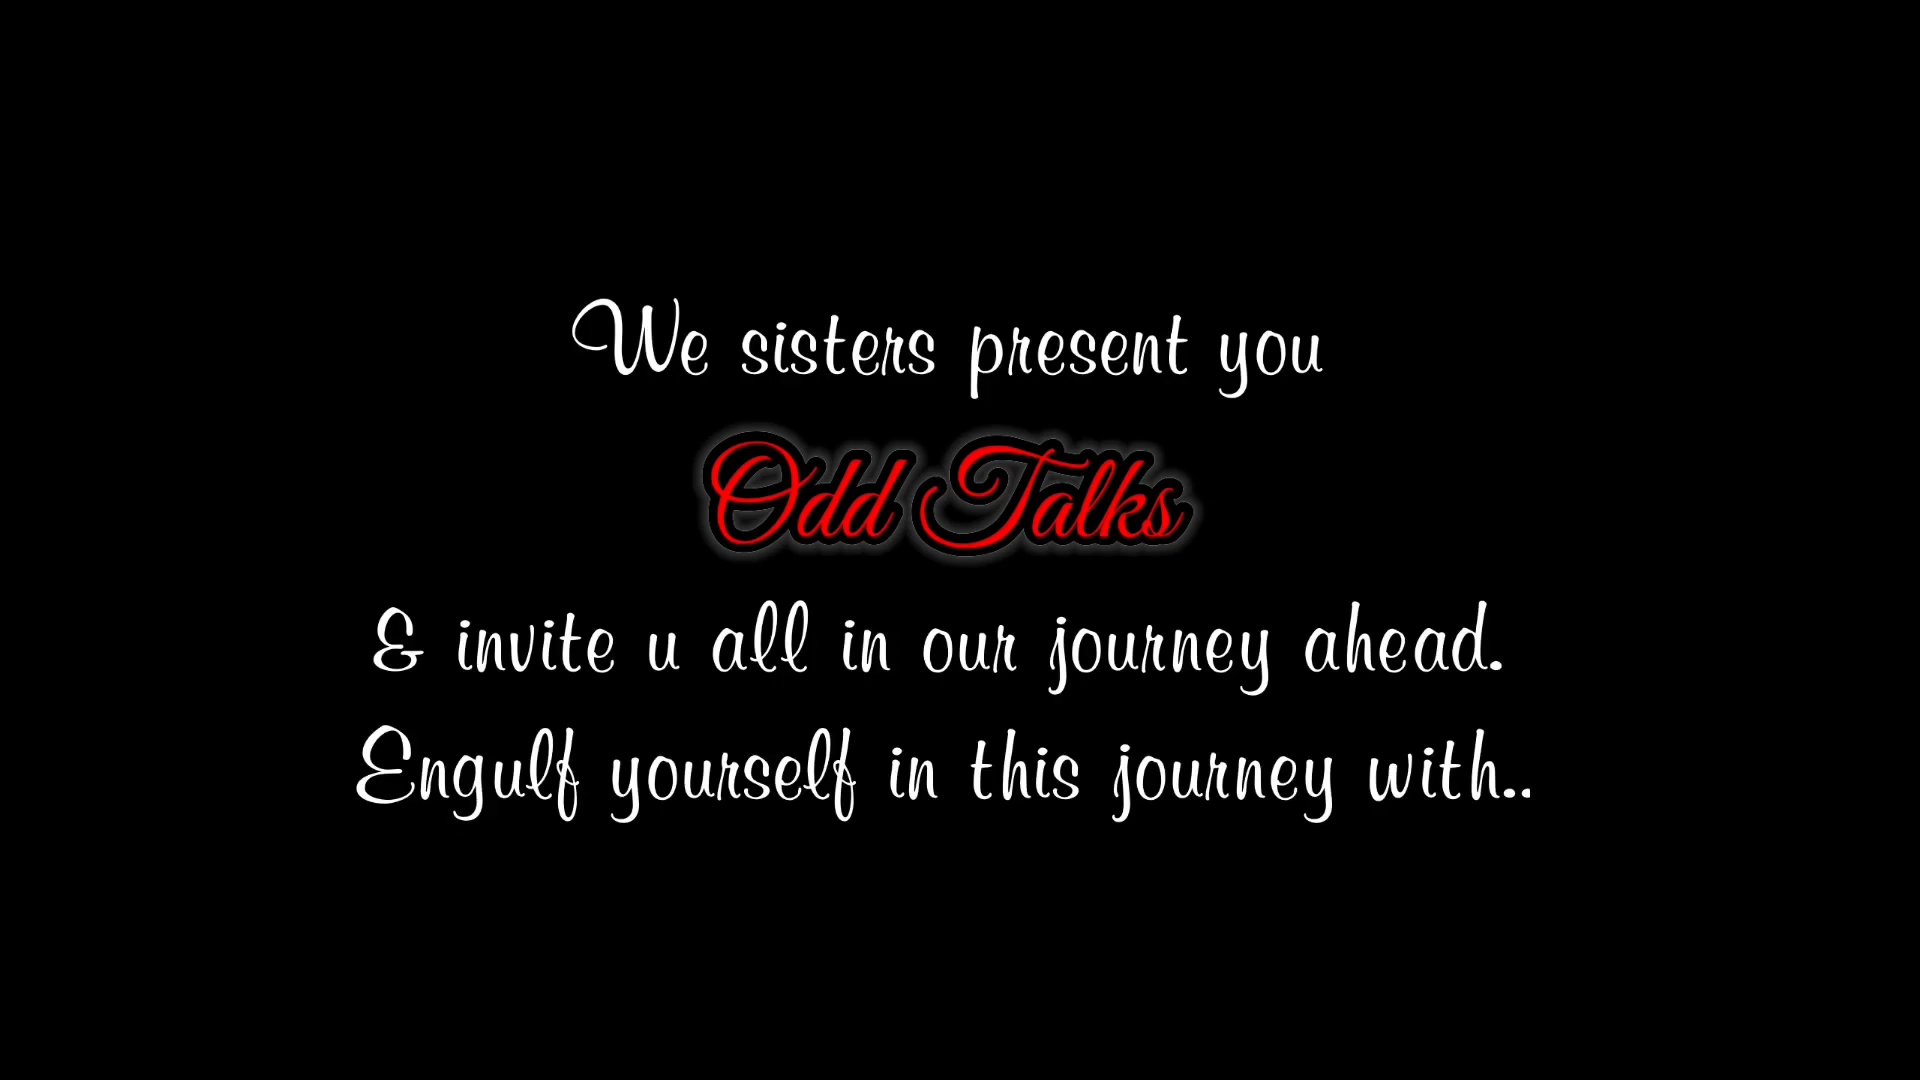 We sisters present you
Odd Talks
& invite u all in our journey ahead.
Engulf yourself in this journey with..